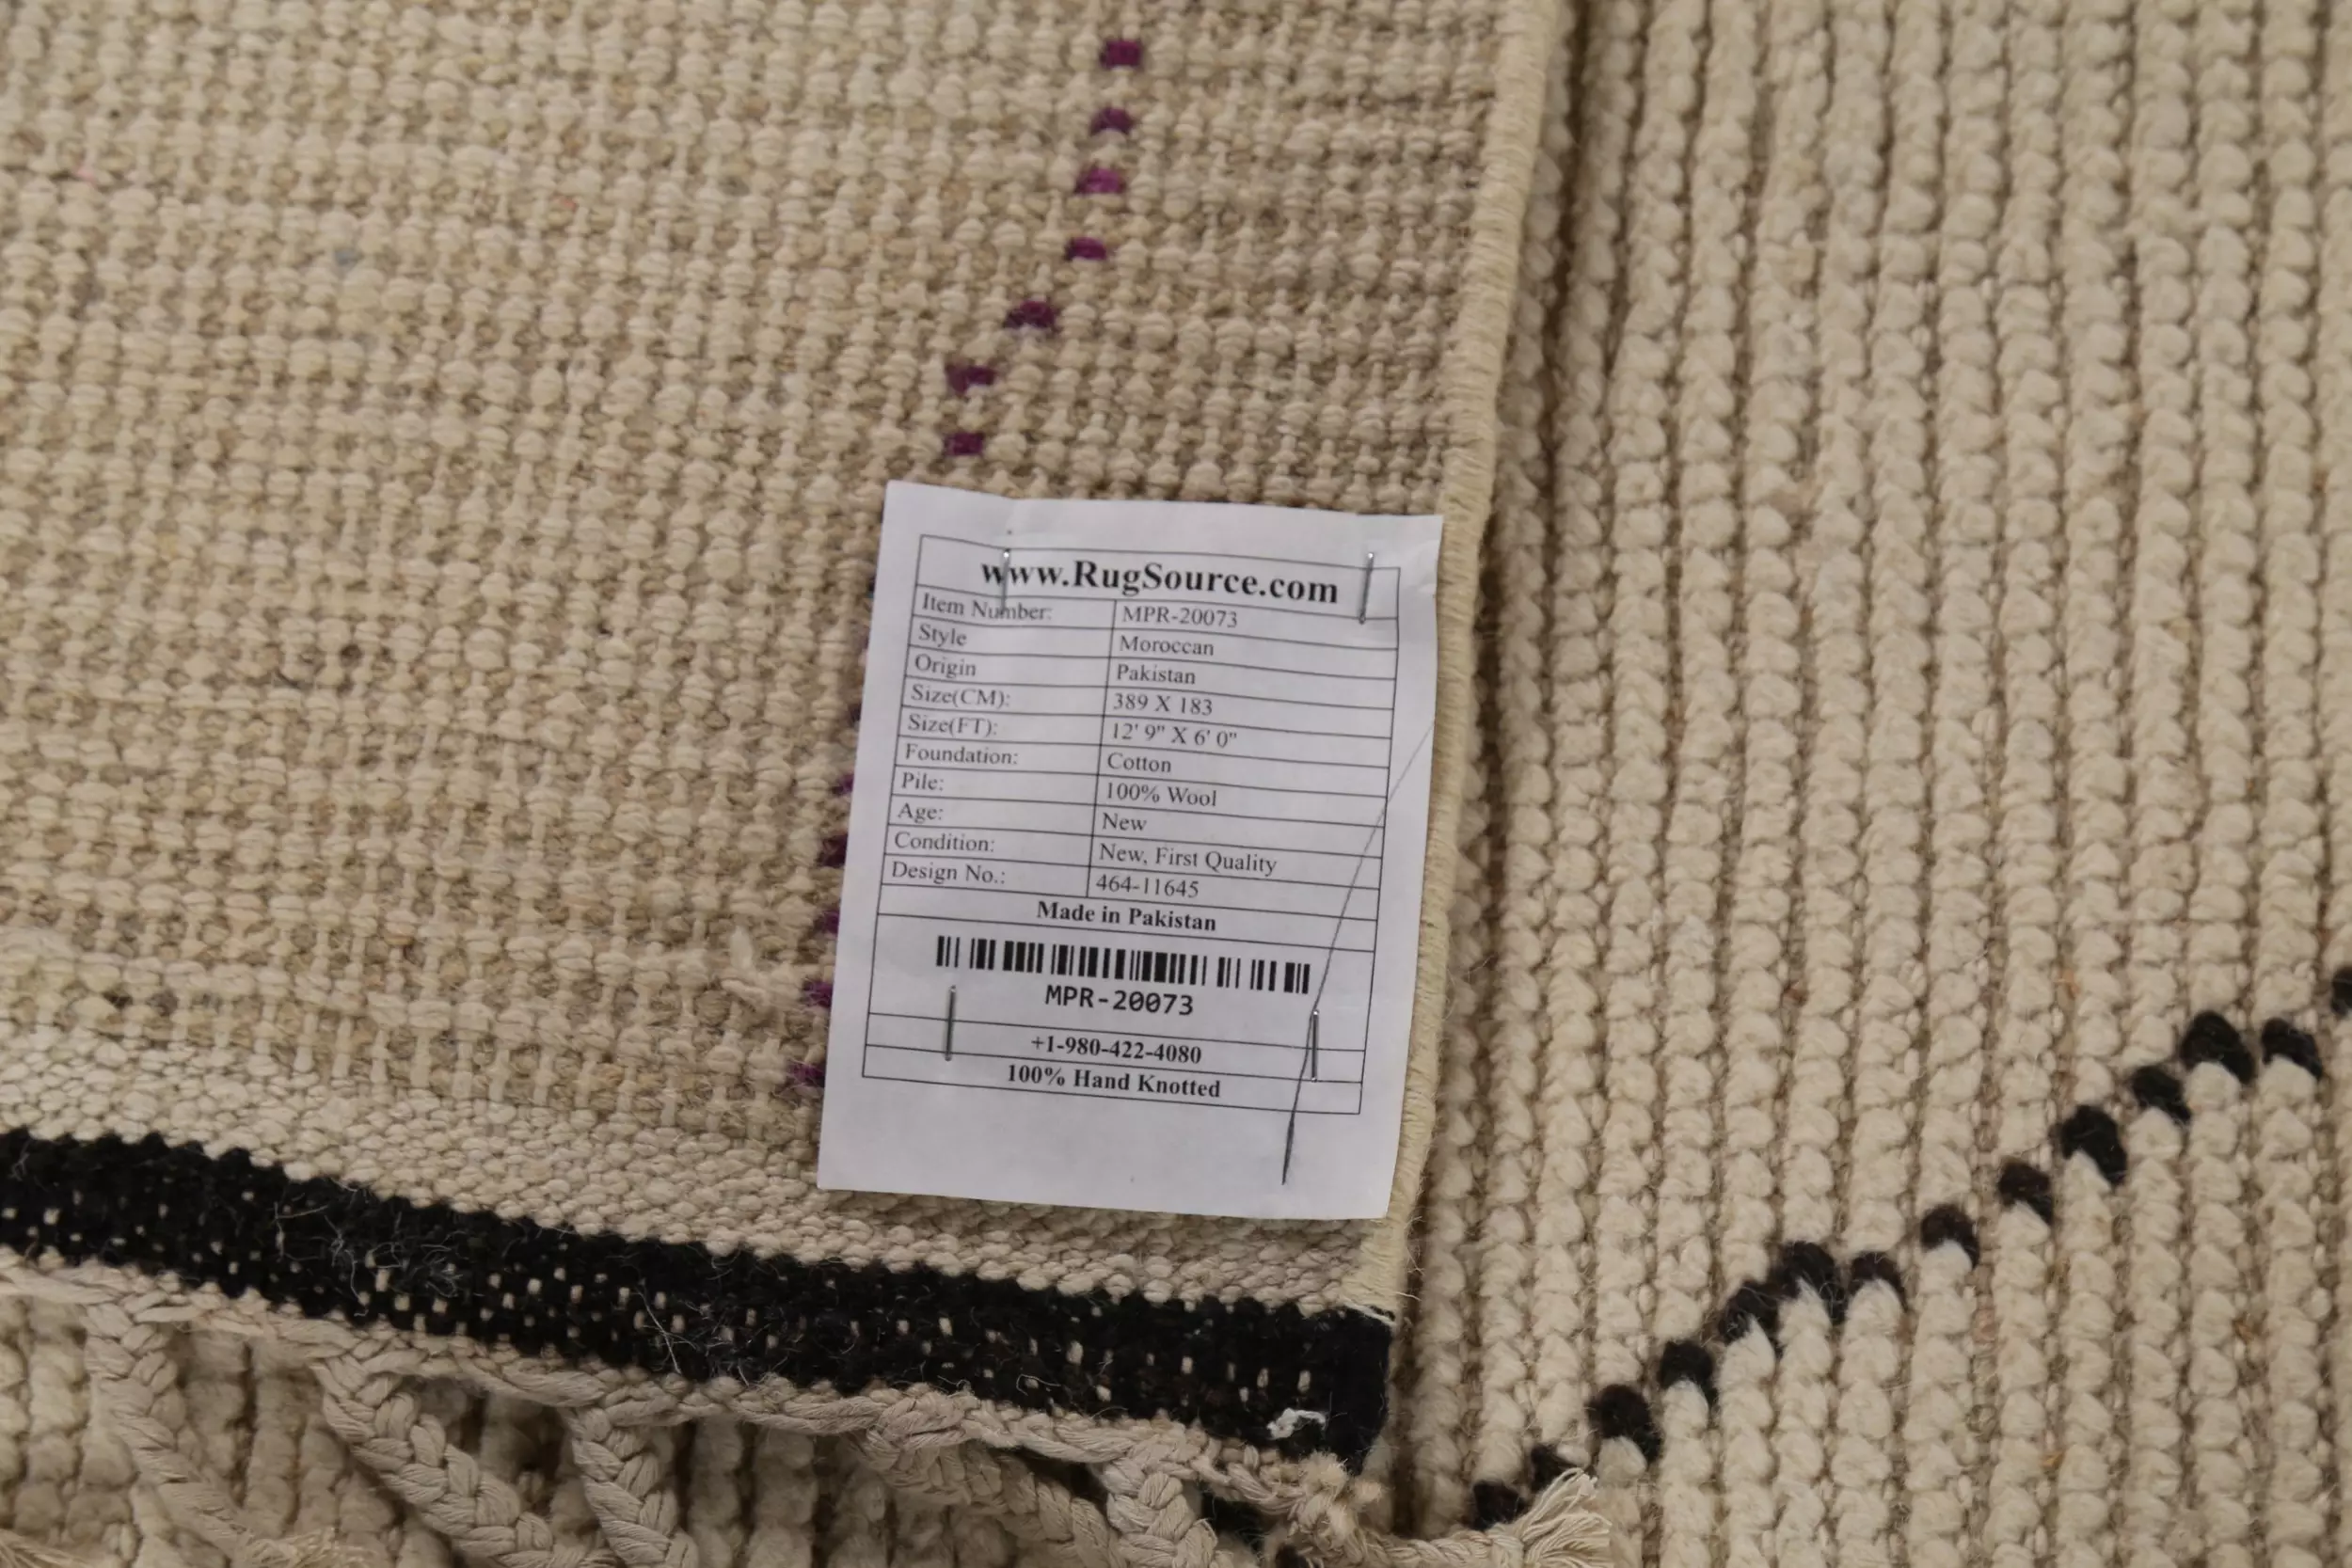 www.RugSource.com
Item Number: MPR-20073
Style Moroccan
Origin Pakistan
Size(CM): 389 X 183
Size(FT): 12' 9" X 6' 0"
Foundation: Cotton
Pile: 100% Wool
Age: New
Condition: New, First Quality
Design No.: 464-11645
Made in Pakistan
MPR-20073
+1-980-422-4080
100% Hand Knotted